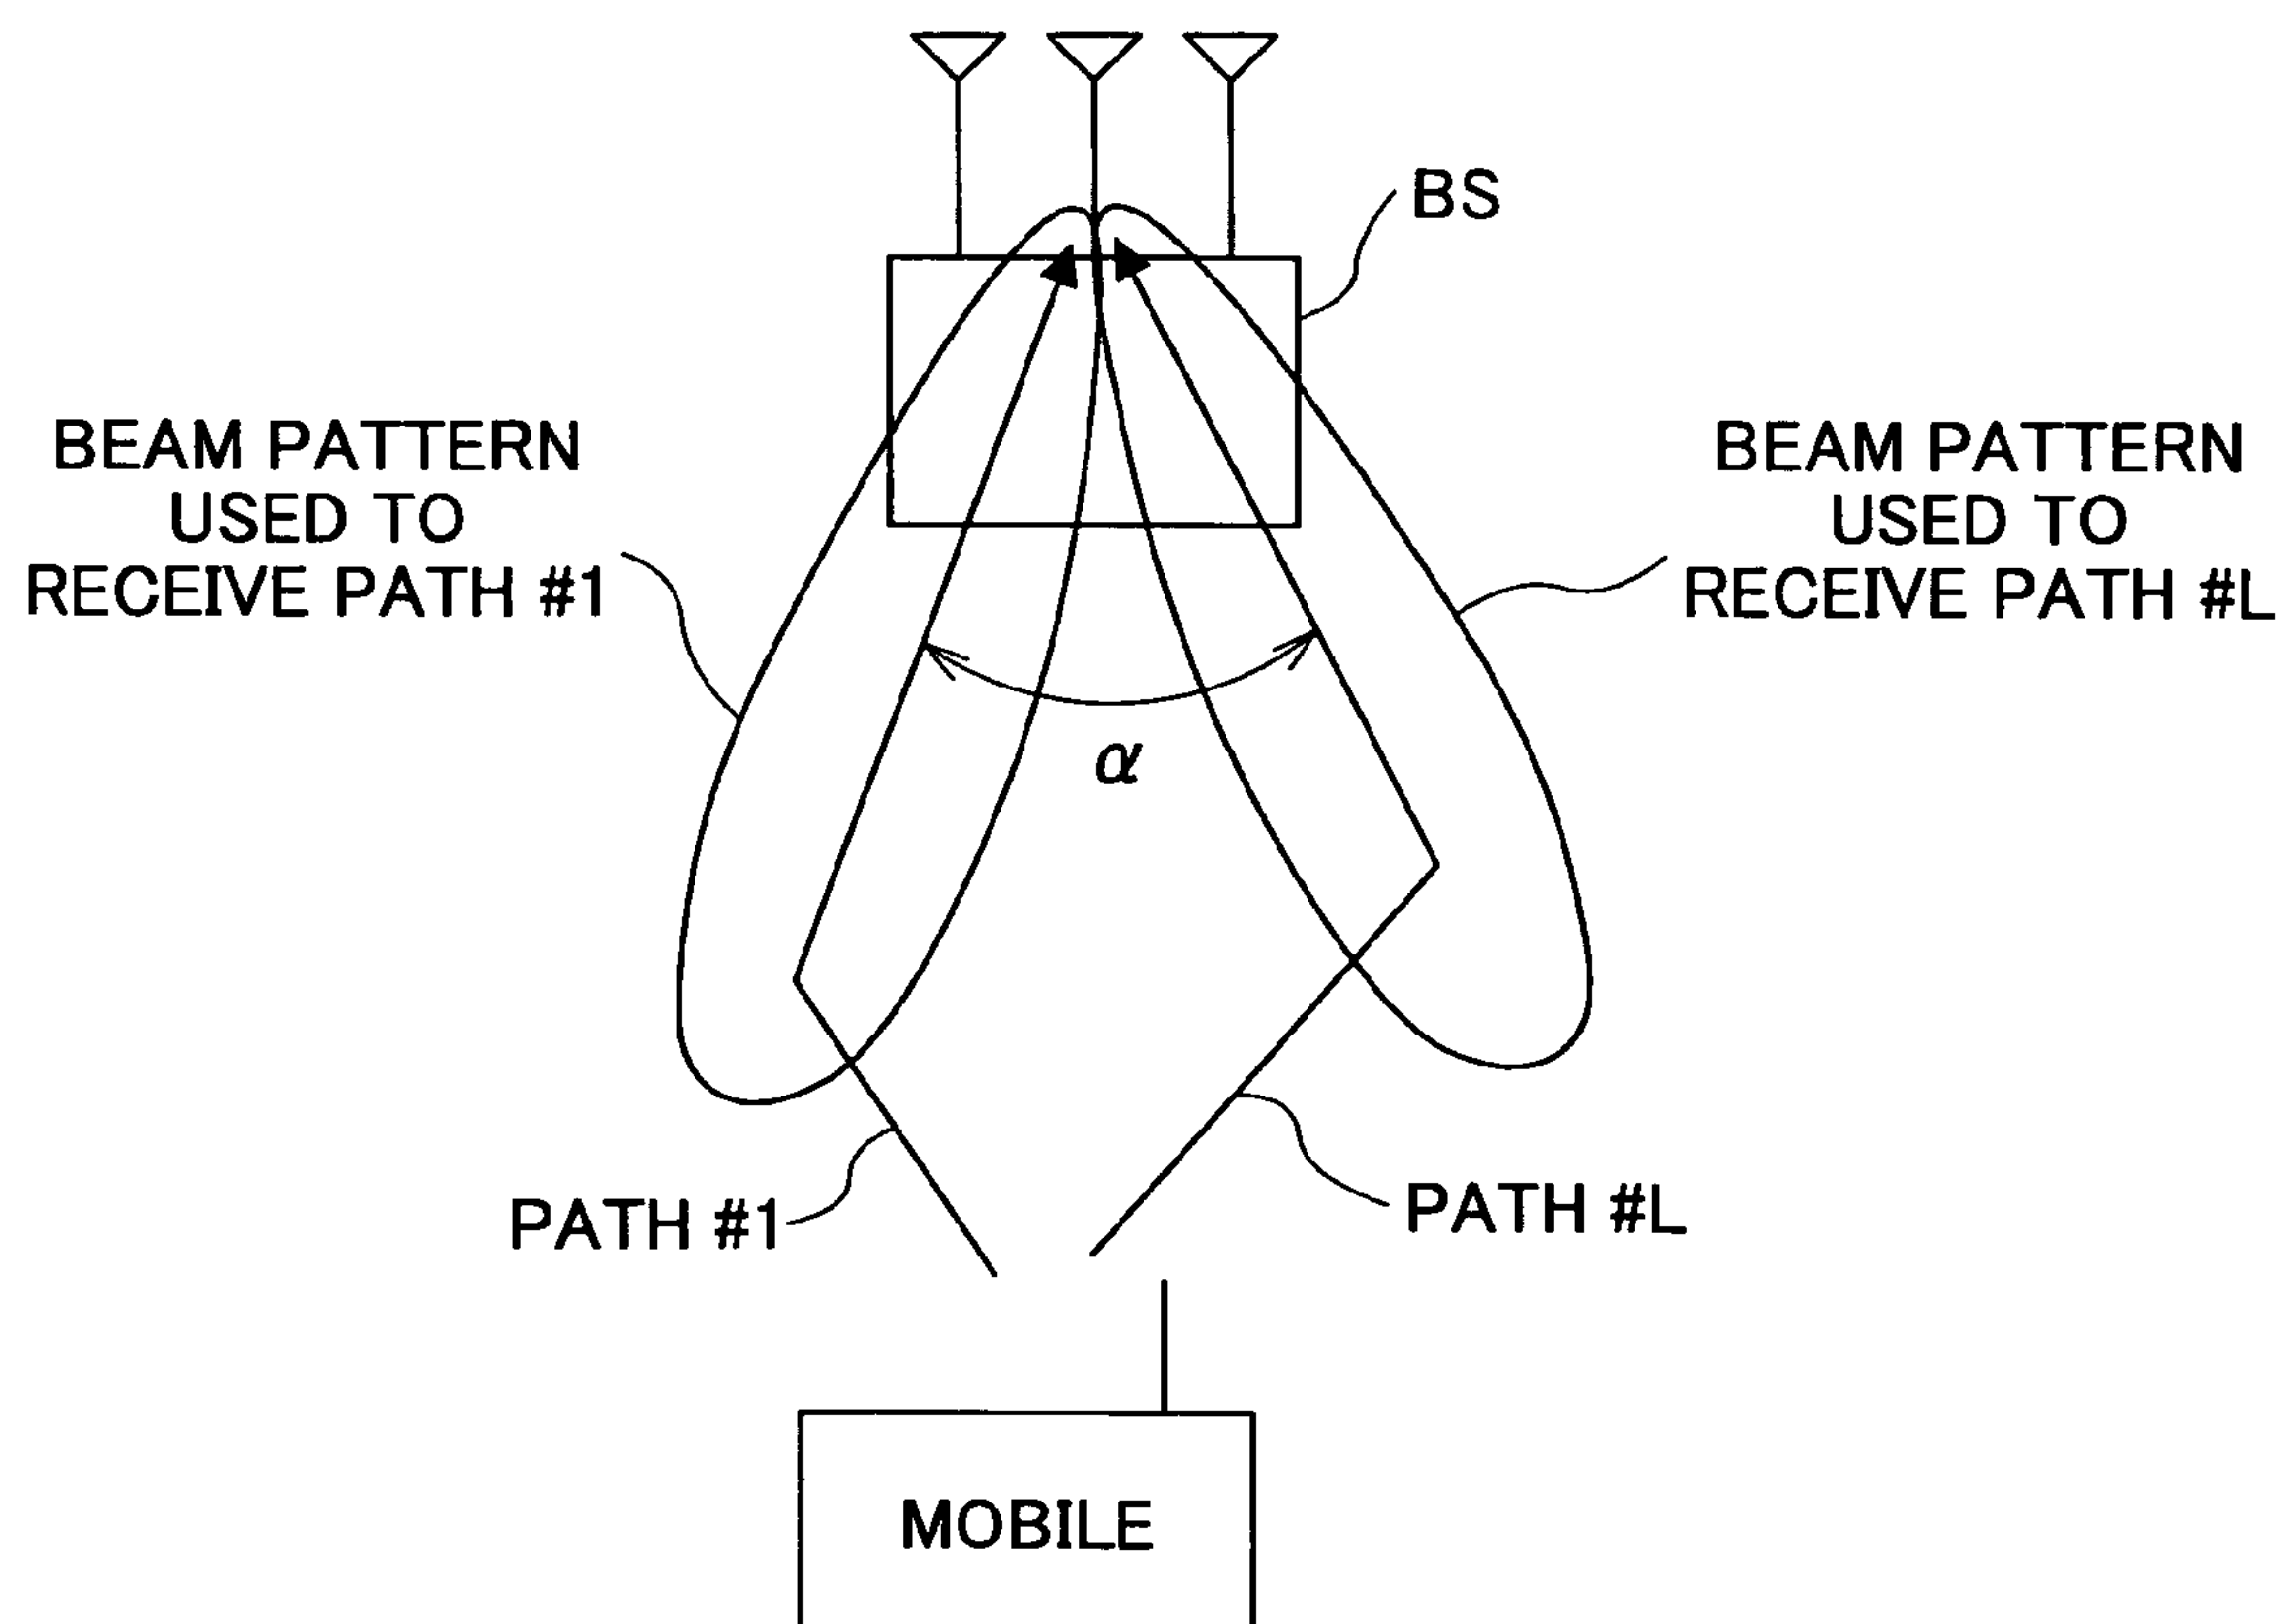 BS
BEAM PATTERN
USED TO
RECEIVE PATH #1
BEAM PATTERN
USED TO
RECEIVE PATH #L
α
PATH #1
PATH #L
MOBILE